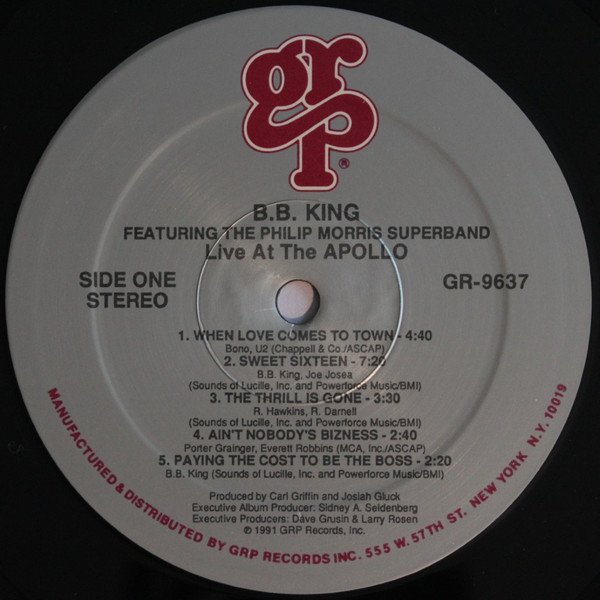 grp®
B.B. KING
FEATURING THE PHILIP MORRIS SUPERBAND
Live At The APOLLO
SIDE ONE
STEREO
GR-9637
1. WHEN LOVE COMES TO TOWN - 4:40
Bono, U2 (Chappell & Co./ASCAP)
2. SWEET SIXTEEN - 7:20
B.B. King, Joe Josea
(Sounds of Lucille, Inc. and Powerforce Music/BMI)
3. THE THRILL IS GONE - 3:30
R. Hawkins, R. Darnell
(Sounds of Lucille, Inc. and Powerforce Music/BMI)
4. AIN'T NOBODY'S BIZNESS - 2:40
Porter Grainger, Everett Robbins (MCA, Inc./ASCAP)
5. PAYING THE COST TO BE THE BOSS - 2:20
B.B. King (Sounds of Lucille, Inc. and Powerforce Music/BMI)
Produced by Carl Griffin and Josiah Gluck
Executive Album Producer: Sidney A. Seidenberg
Executive Producers: Dave Grusin & Larry Rosen
℗ 1991 GRP Records, Inc.
MANUFACTURED & DISTRIBUTED BY GRP RECORDS INC. 555 W. 57TH ST. NEW YORK N.Y. 10019